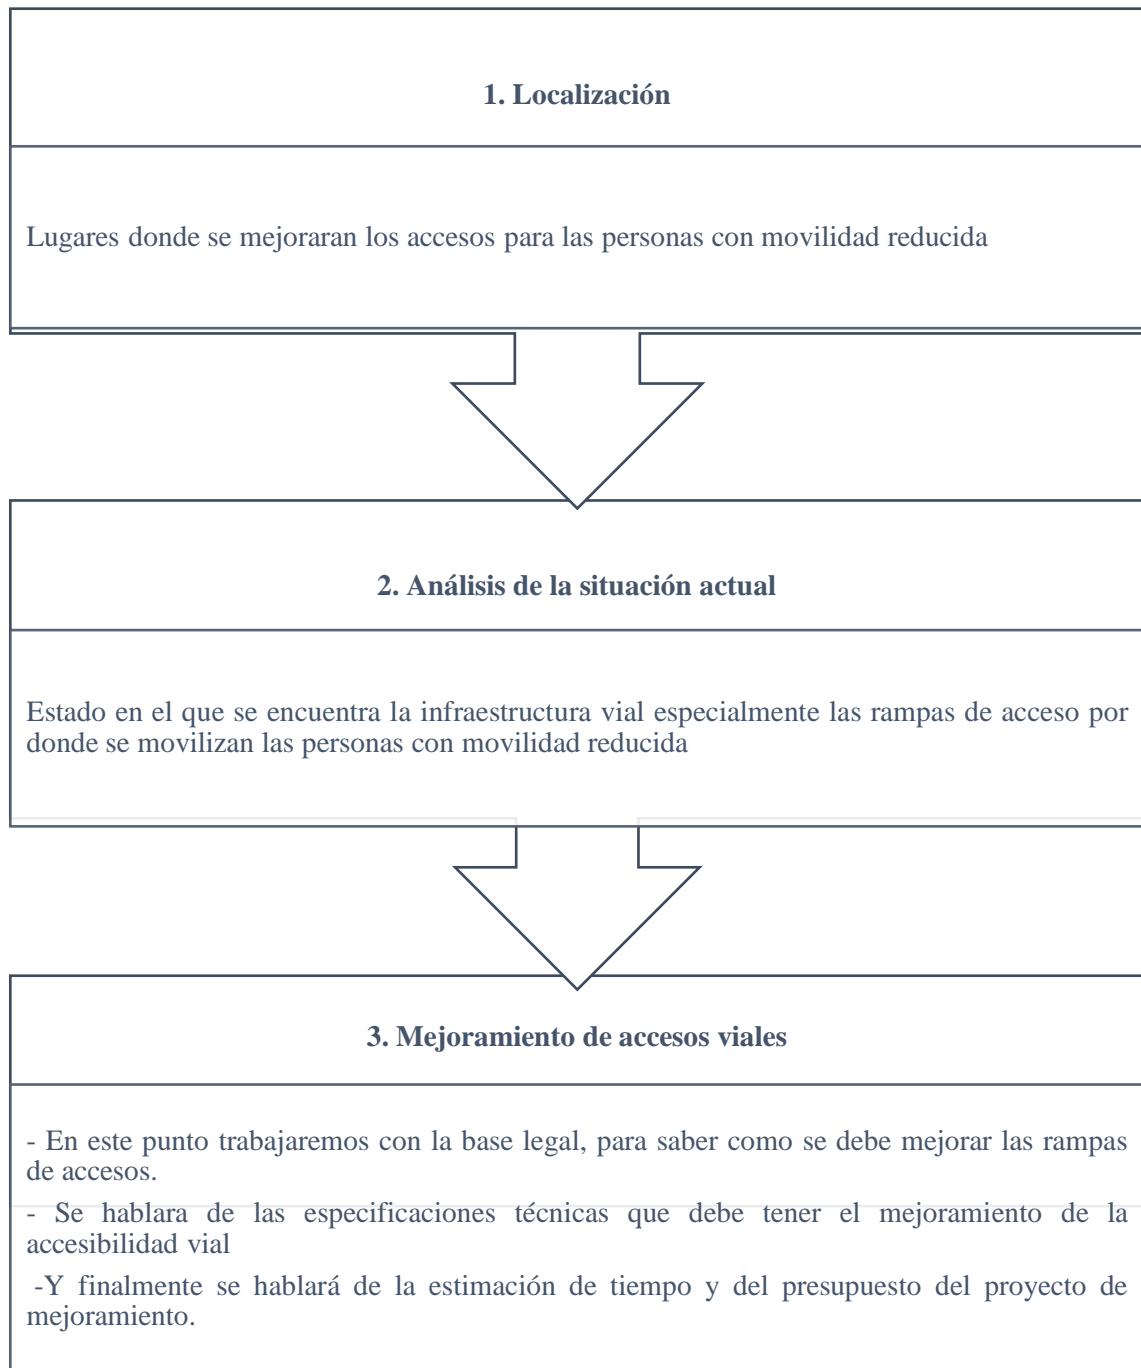 1. Localización
Lugares donde se mejoraran los accesos para las personas con movilidad reducida
2. Análisis de la situación actual
Estado en el que se encuentra la infraestructura vial especialmente las rampas de acceso por
donde se movilizan las personas con movilidad reducida
3. Mejoramiento de accesos viales
- En este punto trabajaremos con la base legal, para saber como se debe mejorar las rampas
de accesos.
- Se hablara de las especificaciones técnicas que debe tener el mejoramiento de la
accesibilidad vial
-Y finalmente se hablará de la estimación de tiempo y del presupuesto del proyecto de
mejoramiento.